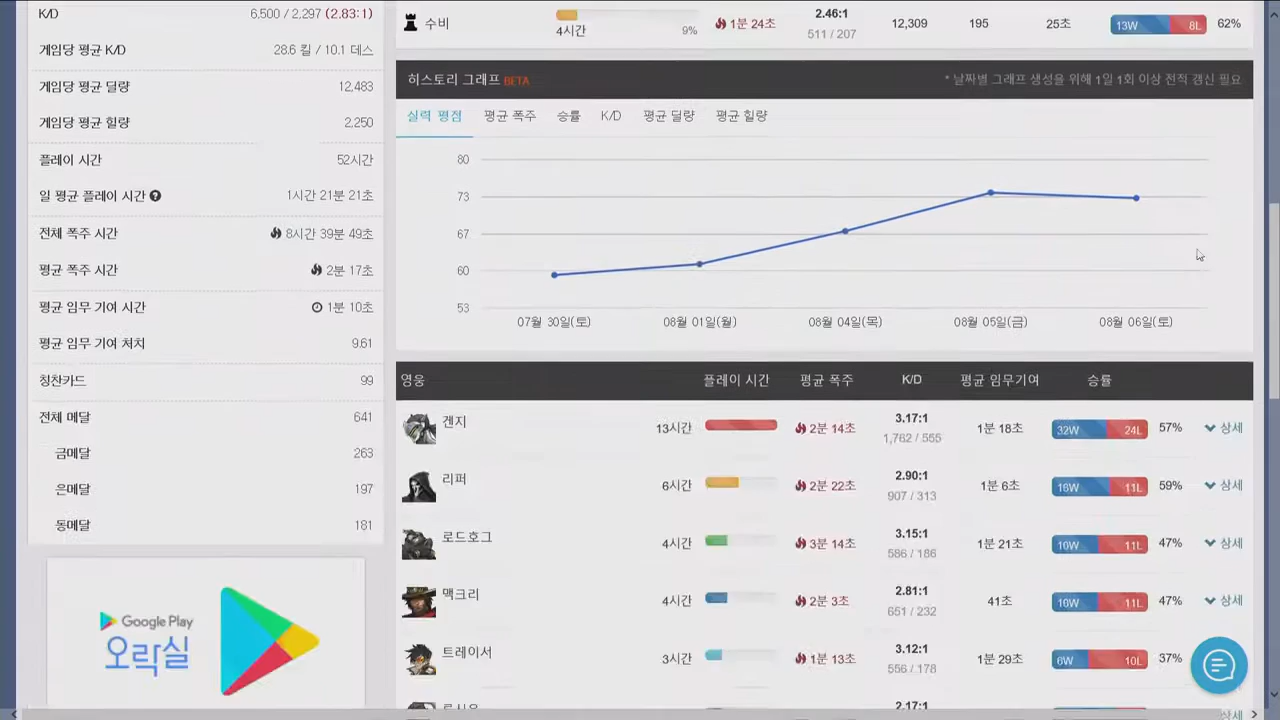 K/D 6,500 / 2,297 (2.83:1)
게임당 평균 K/D 28.6 킬 / 10.1 데스
게임당 평균 딜량 12,483
게임당 평균 힐량 2,250
플레이 시간 52시간
일 평균 플레이 시간 1시간 21분 21초
전체 폭주 시간 8시간 39분 49초
평균 폭주 시간 2분 17초
평균 임무 기여 시간 1분 10초
평균 임무 기여 처치 9.61
칭찬카드 99
전체 메달 641
금메달 263
은메달 197
동메달 181
Google Play
오락실
수비 4시간 9% 1분 24초 2.46:1 511 / 207 12,309 195 25초 13W 8L 62%
히스토리 그래프 BETA * 날짜별 그래프 생성을 위해 1일 1회 이상 전적 갱신 필요
실력 평점 평균 폭주 승률 K/D 평균 딜량 평균 힐량
80
73
67
60
53
07월 30일(토) 08월 01일(월) 08월 04일(목) 08월 05일(금) 08월 06일(토)
영웅 플레이 시간 평균 폭주 K/D 평균 임무기여 승률
겐지 13시간 2분 14초 3.17:1 1,762 / 555 1분 18초 32W 24L 57% 상세
리퍼 6시간 2분 22초 2.90:1 907 / 313 1분 6초 16W 11L 59% 상세
로드호그 4시간 3분 14초 3.15:1 586 / 186 1분 21초 10W 11L 47% 상세
맥크리 4시간 2분 3초 2.81:1 651 / 232 41초 10W 11L 47% 상세
트레이서 3시간 1분 13초 3.12:1 556 / 178 1분 29초 6W 10L 37% 상세
2.17:1 상세